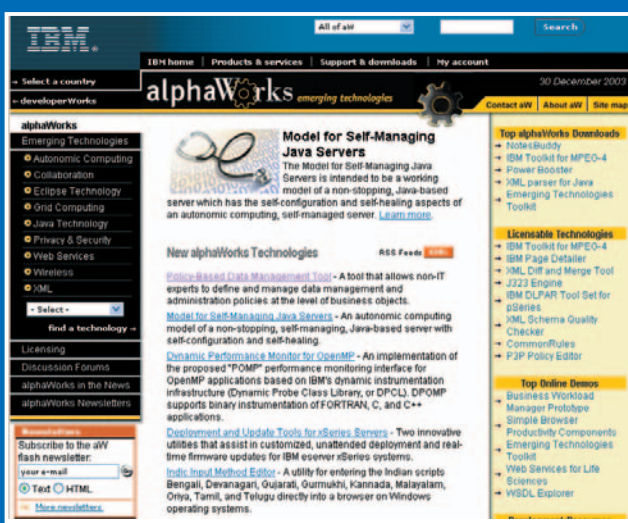 IBM®
All of aW
Search
IBM home | Products & services | Support & downloads | My account
→ Select a country
← developerWorks
alphaWorks emerging technologies
30 December 2003
Contact aW | About aW | Site map
alphaWorks
Emerging Technologies
Autonomic Computing
Collaboration
Eclipse Technology
Grid Computing
Java Technology
Privacy & Security
Web Services
Wireless
XML
- Select -
find a technology →
Licensing
Discussion Forums
alphaWorks in the News
alphaWorks Newsletters
Newsletters
Subscribe to the aW
flash newsletter:
your e-mail
Text HTML
→ More newsletters
Model for Self-Managing
Java Servers
The Model for Self-Managing Java
Servers is intended to be a working
model of a non-stopping, Java-based
server which has the self-configuration and self-healing aspects of
an autonomic computing, self-managed server. Learn more.
New alphaWorks Technologies
RSS Feeds XML
Policy-Based Data Management Tool - A tool that allows non-IT
experts to define and manage data management and
administration policies at the level of business objects.
Model for Self-Managing Java Servers - An autonomic computing
model of a non-stopping, self-managing, Java-based server with
self-configuration and self-healing.
Dynamic Performance Monitor for OpenMP - An implementation of
the proposed "POMP" performance monitoring interface for
OpenMP applications based on IBM's dynamic instrumentation
infrastructure (Dynamic Probe Class Library, or DPCL). DPOMP
supports binary instrumentation of FORTRAN, C, and C++
applications.
Deployment and Update Tools for xSeries Servers - Two innovative
utilities that assist in customized, unattended deployment and real-
time firmware updates for IBM eserver xSeries systems.
Indic Input Method Editor - A utility for entering the Indian scripts
Bengali, Devanagari, Gujarati, Gurmukhi, Kannada, Malayalam,
Oriya, Tamil, and Telugu directly into a browser on Windows
operating systems.
Top alphaWorks Downloads
→ NotesBuddy
→ IBM Toolkit for MPEG-4
→ Power Booster
→ XML parser for Java
→ Emerging Technologies
Toolkit
Licensable Technologies
→ IBM Toolkit for MPEG-4
→ IBM Page Detailer
→ XML Diff and Merge Tool
→ J323 Engine
→ IBM DLPAR Tool Set for
pSeries
→ XML Schema Quality
Checker
→ CommonRules
→ P3P Policy Editor
Top Online Demos
→ Business Workload
Manager Prototype
→ Simple Browser
→ Productivity Components
→ Emerging Technologies
Toolkit
→ Web Services for Life
Sciences
→ WSDL Explorer